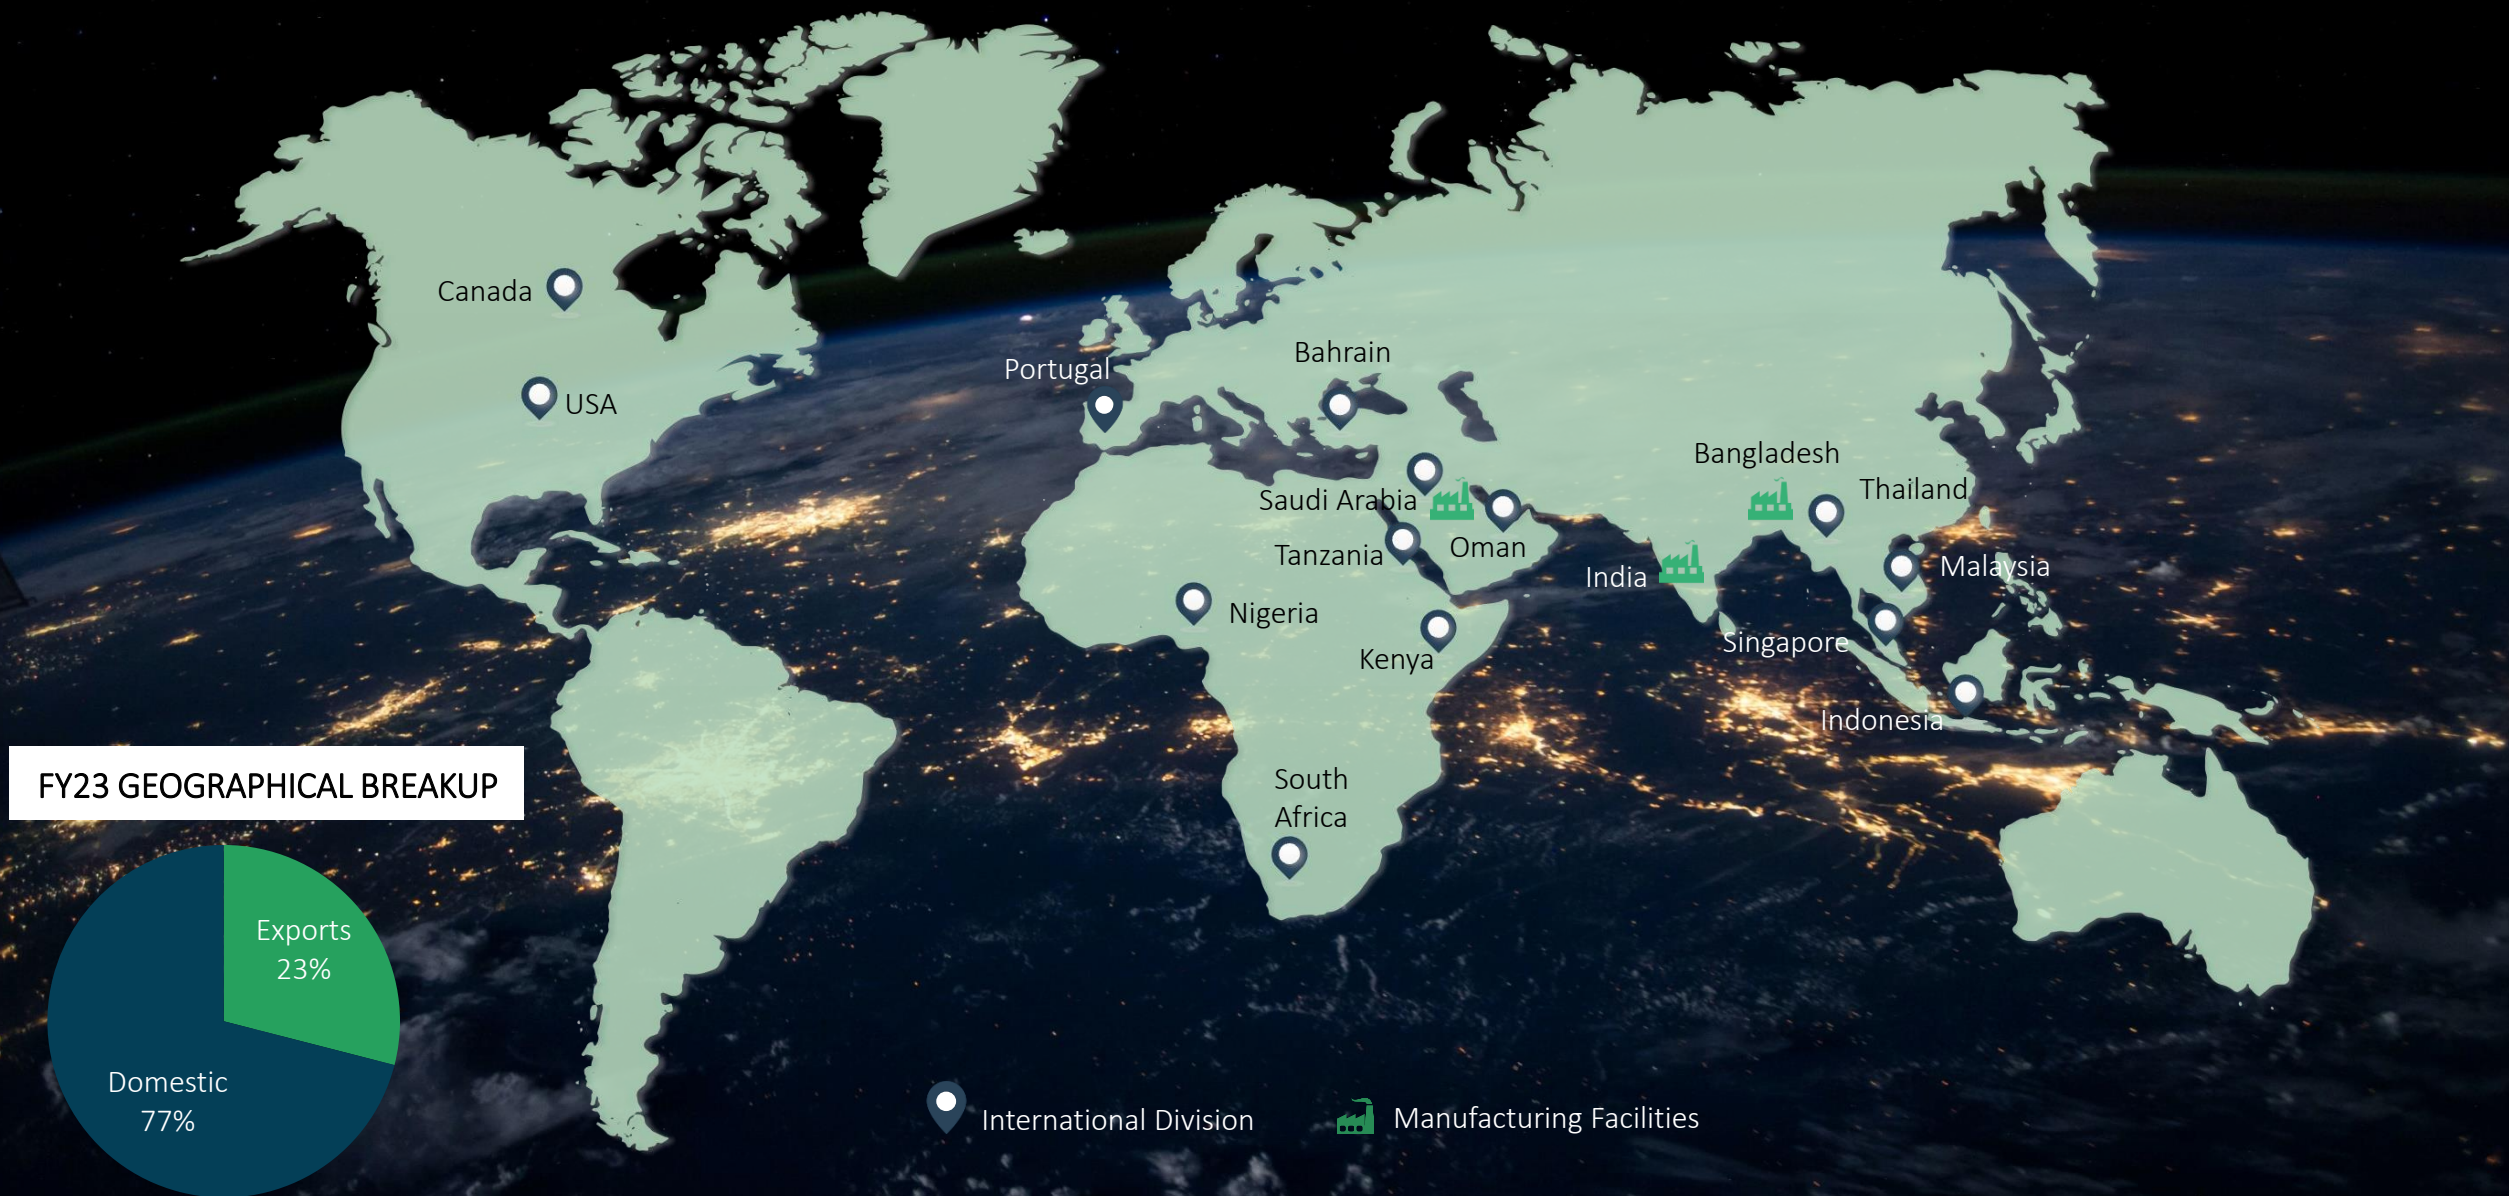 Canada
USA
Portugal
Bahrain
Bangladesh
Thailand
Saudi Arabia
Tanzania
Oman
India
Malaysia
Nigeria
Kenya
Singapore
Indonesia
South
Africa
FY23 GEOGRAPHICAL BREAKUP
Exports
23%
Domestic
77%
International Division
Manufacturing Facilities